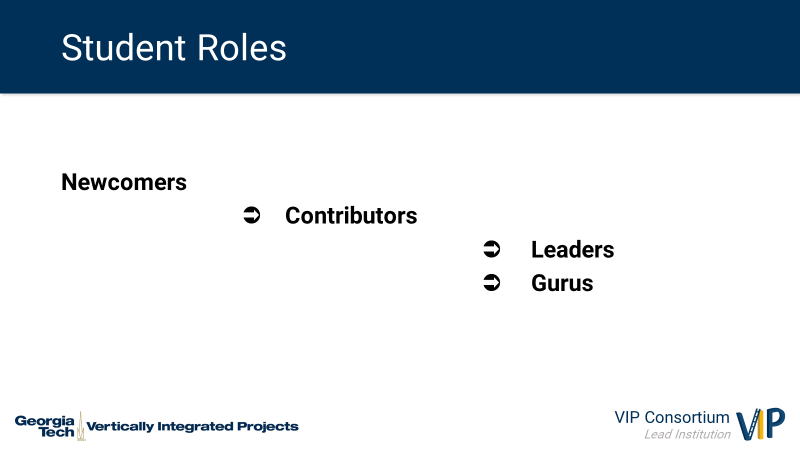 Student Roles
Newcomers
➲ Contributors
➲ Leaders
➲ Gurus
Georgia
Tech
Vertically Integrated Projects
VIP Consortium
Lead Institution
VIP